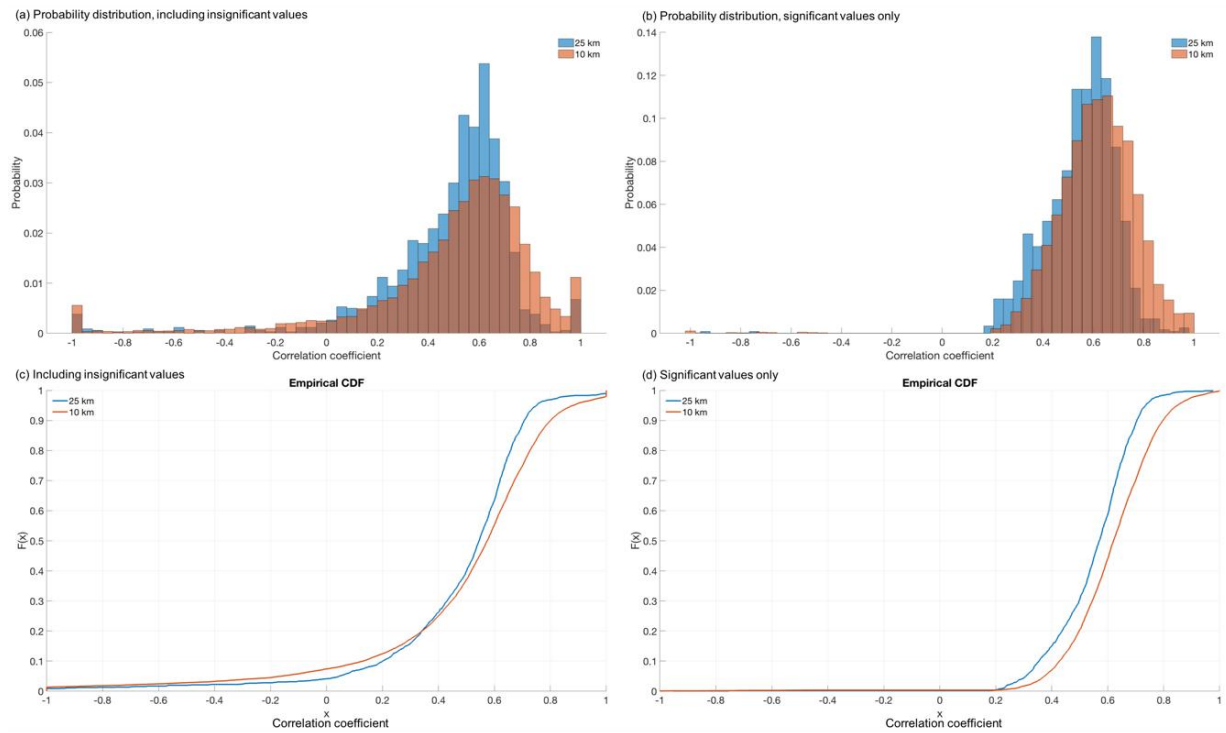 (a) Probability distribution, including insignificant values
0.06
0.05
0.04
0.03
0.02
0.01
0
Probability
25 km
10 km
-1 -0.8 -0.6 -0.4 -0.2 0 0.2 0.4 0.6 0.8 1
Correlation coefficient
(b) Probability distribution, significant values only
0.14
0.12
0.1
0.08
0.06
0.04
0.02
0
Probability
25 km
10 km
-1 -0.8 -0.6 -0.4 -0.2 0 0.2 0.4 0.6 0.8 1
Correlation coefficient
(c) Including insignificant values
Empirical CDF
25 km
10 km
1
0.9
0.8
0.7
0.6
0.5
0.4
0.3
0.2
0.1
0
F(x)
-1 -0.8 -0.6 -0.4 -0.2 0 0.2 0.4 0.6 0.8 1
x
Correlation coefficient
(d) Significant values only
Empirical CDF
25 km
10 km
1
0.9
0.8
0.7
0.6
0.5
0.4
0.3
0.2
0.1
0
F(x)
-1 -0.8 -0.6 -0.4 -0.2 0 0.2 0.4 0.6 0.8 1
x
Correlation coefficient